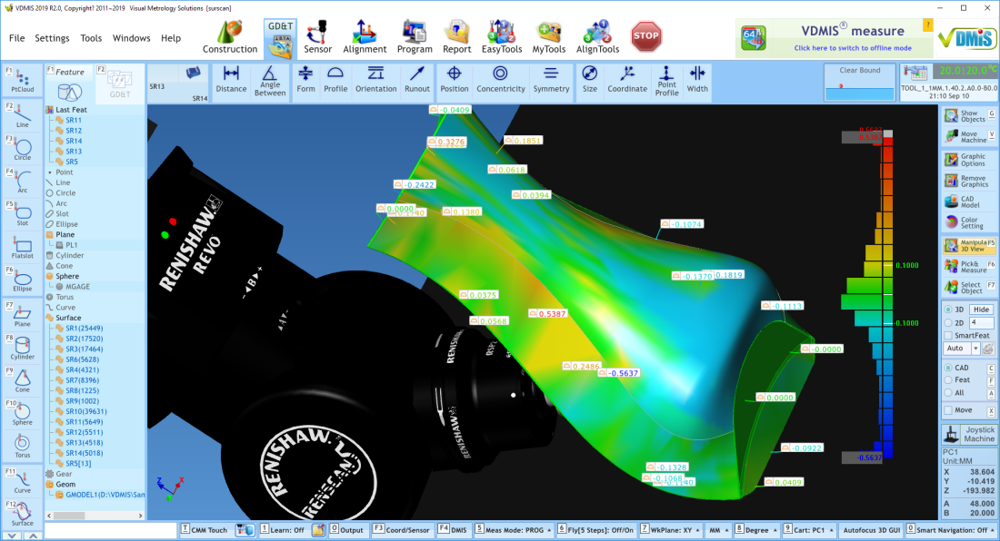 VDMIS 2019 R2.0, Copyright? 2011~2019   Visual Metrology Solutions  [surscan]
File Settings Tools Windows Help
Construction GD&T Sensor Alignment Program Report EasyTools MyTools AlignTools STOP
64
VDMIS® measure
Click here to switch to offline mode
!
VDMIS
F1 PtCloud
F2 Line
F3 Circle
F4 Arc
F5 Slot
Flatslot
F6 Ellipse
F7 Plane
F8 Cylinder
F9 Cone
F10 Sphere
Torus
F11 Curve
F12 Surface
F1 Feature
F2 GD&T
SR13
SR14
Angle Between
Distance
Angle Between
Form
Profile
Orientation
Runout
Position
Concentricity
Symmetry
Size
Coordinate
Point Profile
Width
Clear Bound
20.0|20.0℃
TOOL_1_1MM,1,40.2,A0.0-B0.0
21:10 Sep 10
Last Feat
SR11
SR12
SR14
SR13
SR5
Point
Line
Circle
Arc
Slot
Ellipse
Plane
PL1
Cylinder
Cone
Sphere
MGAGE
Torus
Curve
Surface
SR1(25449)
SR2(17520)
SR3(17464)
SR6(5628)
SR4(4321)
SR7(8396)
SR8(1225)
SR9(1002)
SR10(39631)
SR11(5649)
SR12(5511)
SR13(4518)
SR14(5018)
SR5[13]
Gear
Geom
GMODEL1(D:\VDMIS\San
RENISHAW
REVO
RENISHAW
RENSCAN
RENISHAW
RENISHAW
-0.0409
0.3276
0.1851
0.0618
-0.2422
0.0394
0.0000
0.1380
-0.1074
-0.1370
0.1819
0.0375
-0.1113
0.5387
0.0568
-0.0000
0.2486
-0.5637
0.0000
-0.0922
-0.1328
-0.1068
0.0409
0.1000
-0.1000
-0.5637
X
Y
Z
Show Objects G
Move Machine V
Graphic Options
Remove Graphics
CAD Model
Color Setting
Manipula 3D View F5
Pick& Measure F6
Select Object F7
3D Hide
2D 4
SmartFeat
Auto
CAD C
Feat F
All A
Move X
Joystick Machine
PC1
Unit:MM
X 38.604
Y -10.419
Z -193.982
A 48.000
B 20.000
T CMM Touch
1 Learn: Off
O Output
F3 Coord/Sensor
F4 DMIS
5 Meas Mode: PROG
6 Fly[5 Steps]: Off/On
7 WkPlane: XY
MM
8 Degree
9 Cart: PC1
Autofocus 3D GUI
0 Smart Navigation: Off